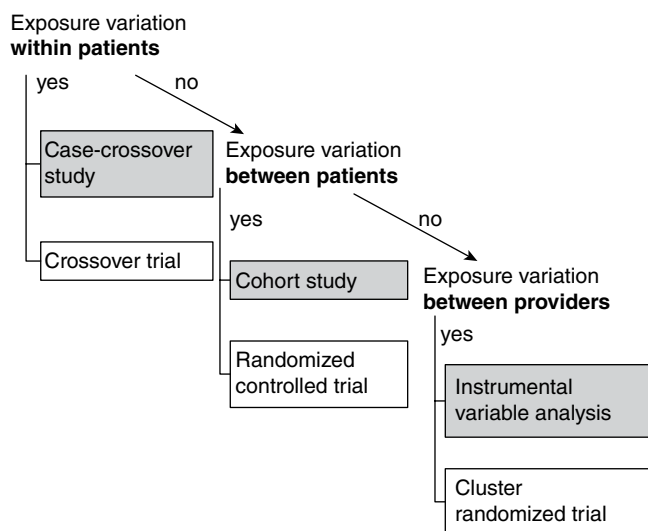 Exposure variation
within patients
yes
no
Case-crossover
study
Exposure variation
between patients
Crossover trial
yes
no
Cohort study
Exposure variation
between providers
Randomized
controlled trial
yes
Instrumental
variable analysis
Cluster
randomized trial